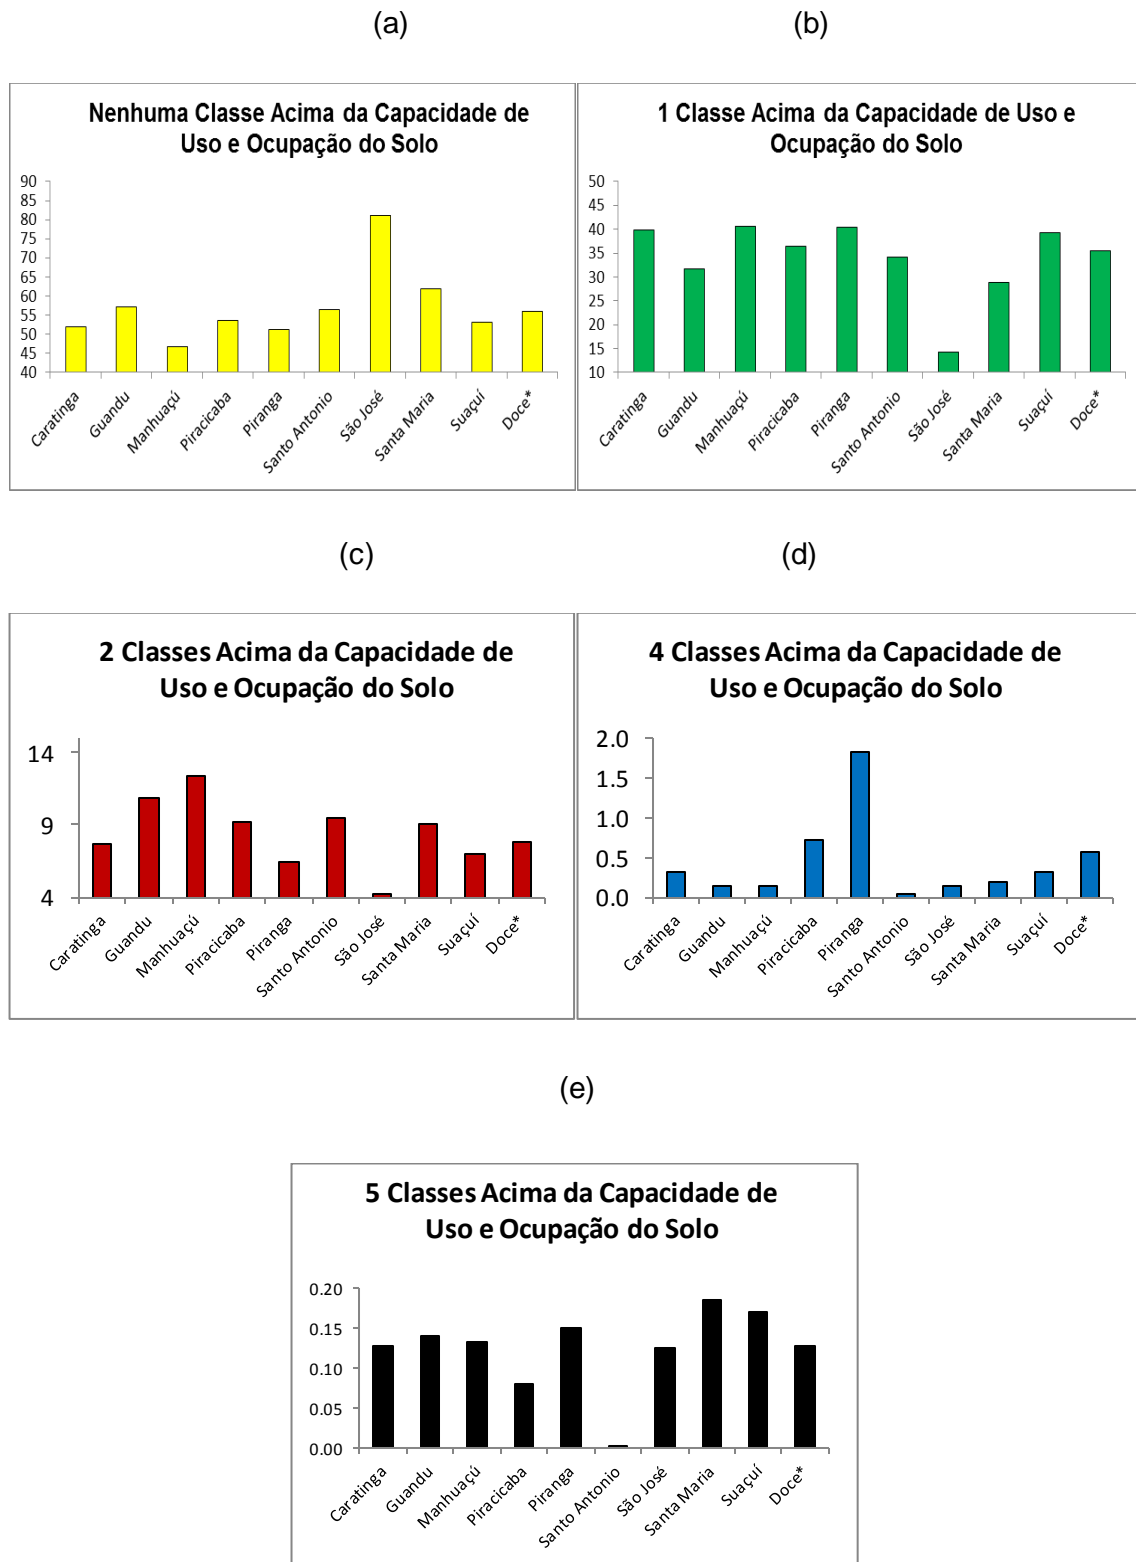 (a)
(b)
Nenhuma Classe Acima da Capacidade de
Uso e Ocupação do Solo
90
85
80
75
70
65
60
55
50
45
40
Caratinga
Guandu
Manhuaçú
Piracicaba
Piranga
Santo Antonio
São José
Santa Maria
Suaçuí
Doce*
1 Classe Acima da Capacidade de Uso e
Ocupação do Solo
50
45
40
35
30
25
20
15
10
Caratinga
Guandu
Manhuaçú
Piracicaba
Piranga
Santo Antonio
São José
Santa Maria
Suaçuí
Doce*
(c)
(d)
2 Classes Acima da Capacidade de
Uso e Ocupação do Solo
14
9
4
Caratinga
Guandu
Manhuaçú
Piracicaba
Piranga
Santo Antonio
São José
Santa Maria
Suaçuí
Doce*
4 Classes Acima da Capacidade de
Uso e Ocupação do Solo
2.0
1.5
1.0
0.5
0.0
Caratinga
Guandu
Manhuaçú
Piracicaba
Piranga
Santo Antonio
São José
Santa Maria
Suaçuí
Doce*
(e)
5 Classes Acima da Capacidade de
Uso e Ocupação do Solo
0.20
0.15
0.10
0.05
0.00
Caratinga
Guandu
Manhuaçú
Piracicaba
Piranga
Santo Antonio
São José
Santa Maria
Suaçuí
Doce*